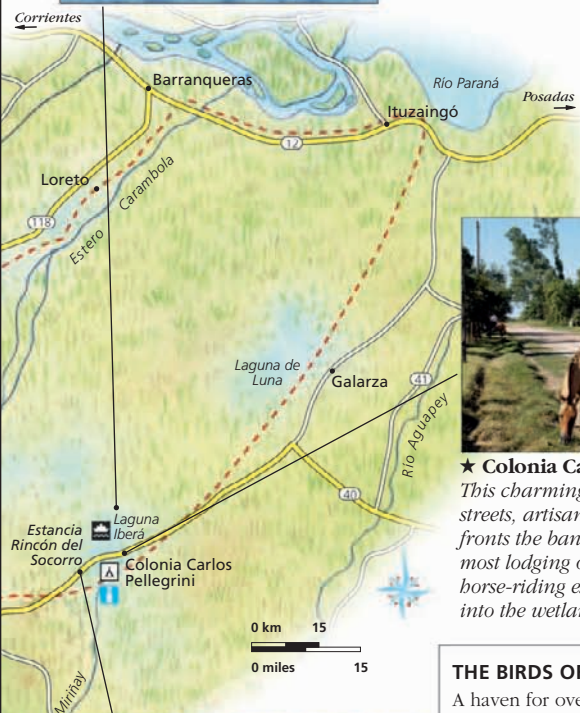 Corrientes
Barranqueras
Río Paraná
Posadas
Ituzaingó
12
Loreto
Carambola
Estero
118
Laguna de
Luna
Galarza
41
Río Aguapey
40
Estancia
Rincón del
Socorro
Laguna
Iberá
Colonia Carlos
Pellegrini
i
0 km 15
0 miles 15
Miriñay
★ Colonia Ca
This charming
streets, artisan
fronts the ban
most lodging o
horse-riding e
into the wetlan
THE BIRDS O
A haven for ove